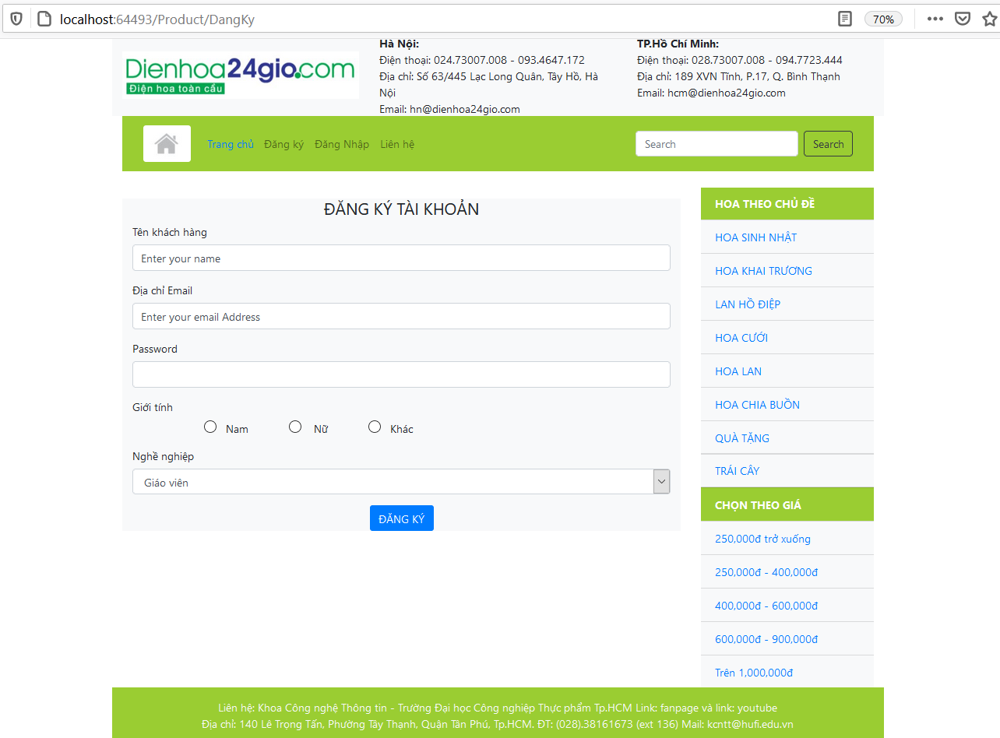 localhost:64493/Product/DangKy
70%
Dienhoa24gio.com
Điện hoa toàn cầu
Hà Nội:
Điện thoại: 024.73007.008 - 093.4647.172
Địa chỉ: Số 63/445 Lạc Long Quân, Tây Hồ, Hà
Nội
Email: hn@dienhoa24gio.com
TP.Hồ Chí Minh:
Điện thoại: 028.73007.008 - 094.7723.444
Địa chỉ: 189 XVN Tĩnh, P.17, Q. Bình Thạnh
Email: hcm@dienhoa24gio.com
Trang chủ Đăng ký Đăng Nhập Liên hệ
Search
Search
ĐĂNG KÝ TÀI KHOẢN
Tên khách hàng
Enter your name
Địa chỉ Email
Enter your email Address
Password
Giới tính
Nam Nữ Khác
Nghề nghiệp
Giáo viên
ĐĂNG KÝ
HOA THEO CHỦ ĐỀ
HOA SINH NHẬT
HOA KHAI TRƯƠNG
LAN HỒ ĐIỆP
HOA CƯỚI
HOA LAN
HOA CHIA BUỒN
QUÀ TẶNG
TRÁI CÂY
CHỌN THEO GIÁ
250,000đ trở xuống
250,000đ - 400,000đ
400,000đ - 600,000đ
600,000đ - 900,000đ
Trên 1,000,000đ
Liên hệ: Khoa Công nghệ Thông tin - Trường Đại học Công nghiệp Thực phẩm Tp.HCM Link: fanpage và link: youtube
Địa chỉ: 140 Lê Trọng Tấn, Phường Tây Thạnh, Quận Tân Phú, Tp.HCM. ĐT: (028).38161673 (ext 136) Mail: kcntt@hufi.edu.vn